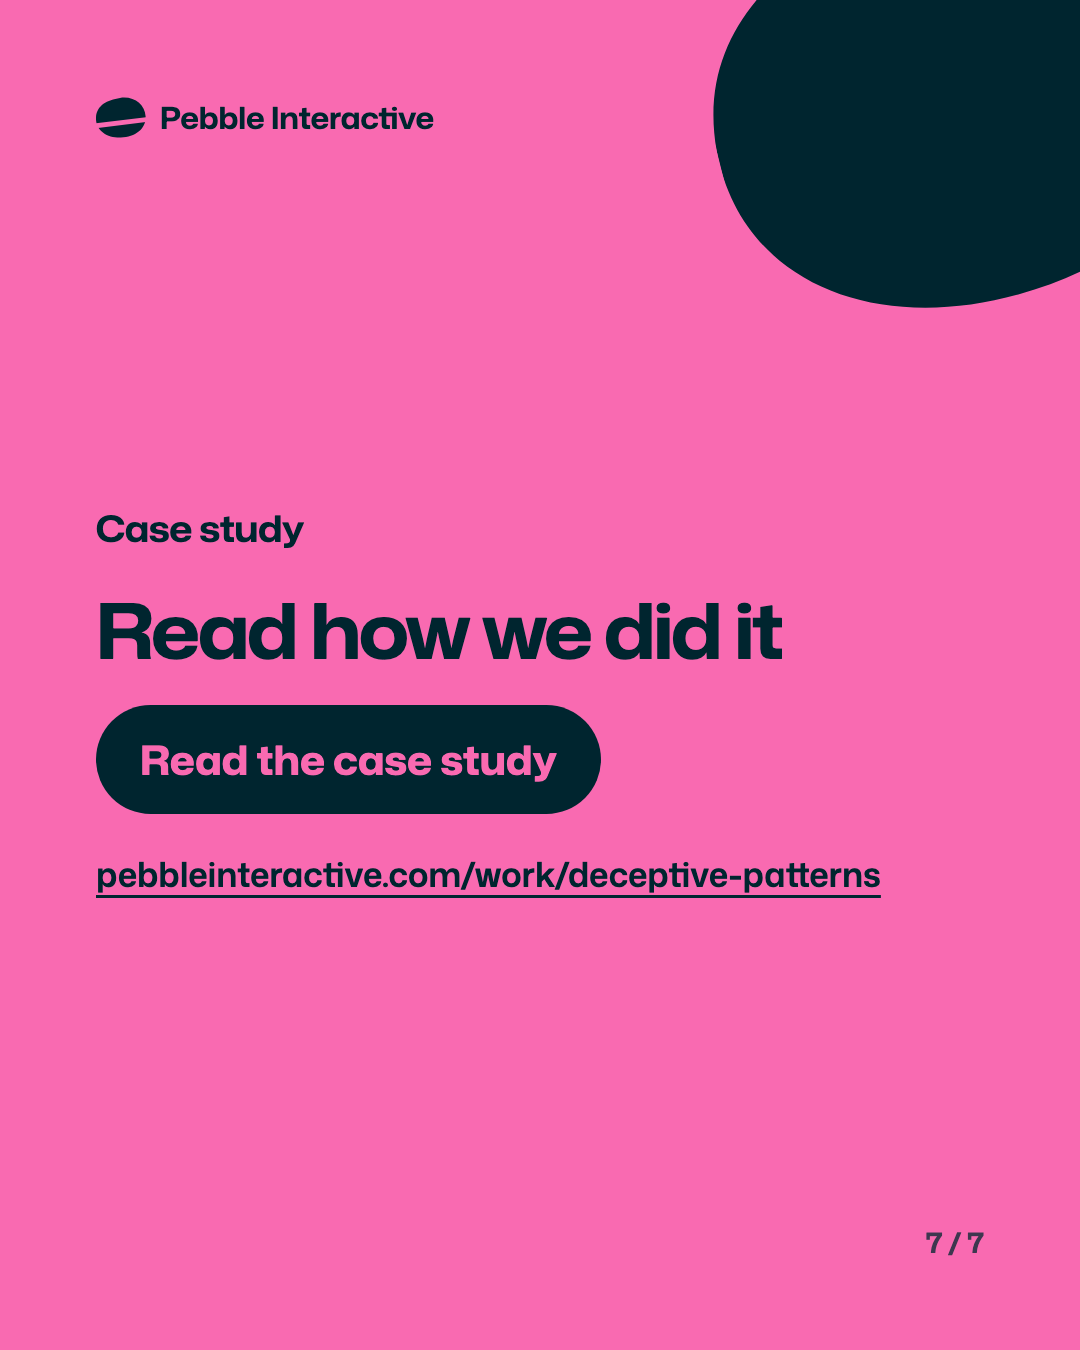 Pebble Interactive
Case study
Read how we did it
Read the case study
pebbleinteractive.com/work/deceptive-patterns
7 / 7